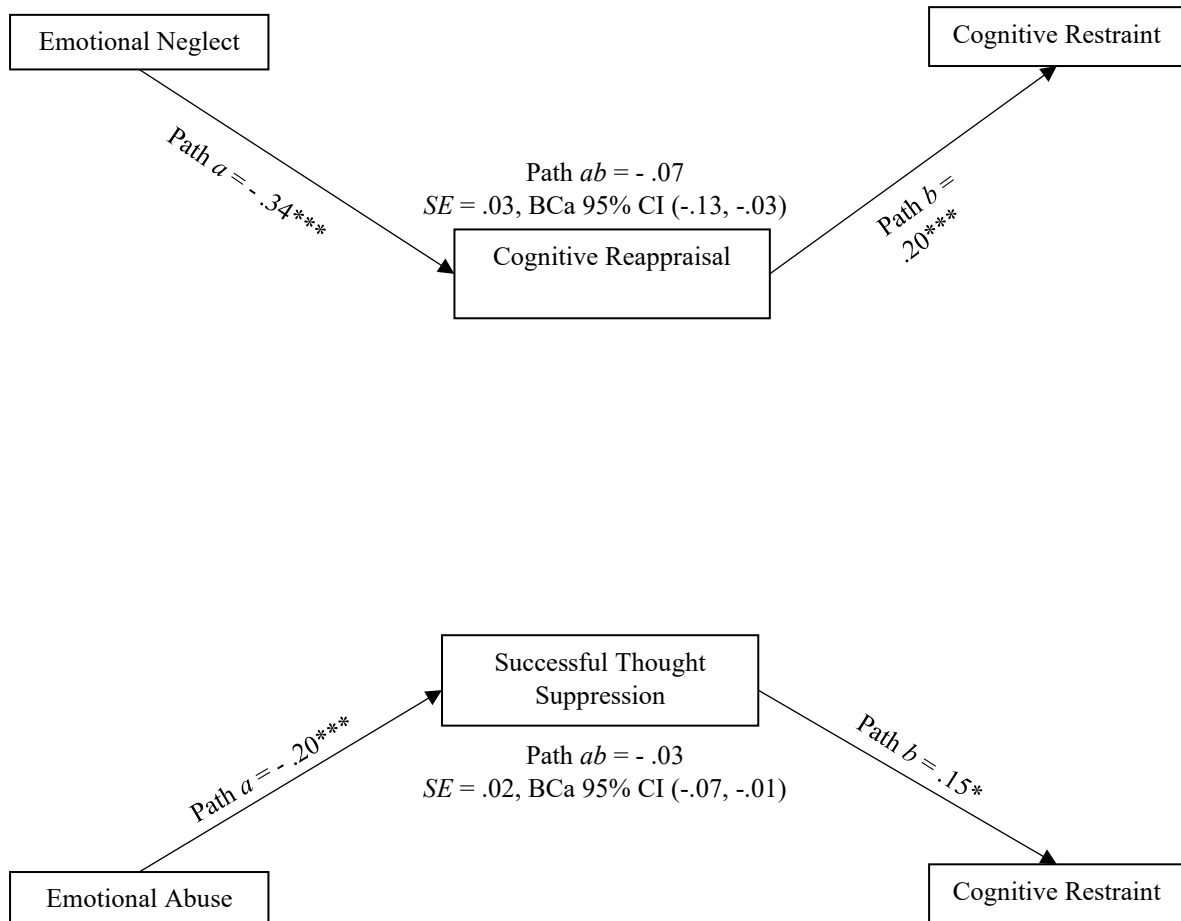 Emotional Neglect
Cognitive Restraint
Path a = - .34***
Path ab = - .07
SE = .03, BCa 95% CI (-.13, -.03)
Path b =
.20***
Cognitive Reappraisal
Successful Thought
Suppression
Path a = - .20***
Path ab = - .03
SE = .02, BCa 95% CI (-.07, -.01)
Path b = .15*
Emotional Abuse
Cognitive Restraint